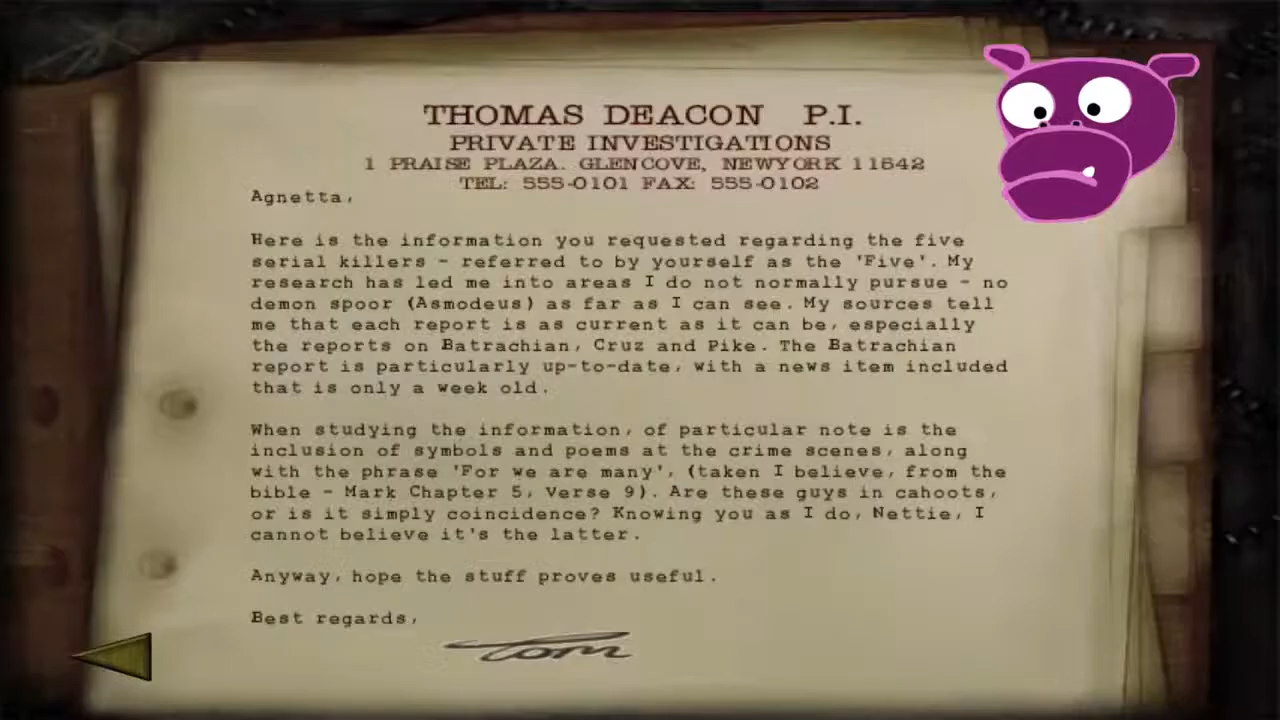 THOMAS DEACON P.I.
PRIVATE INVESTIGATIONS
1 PRAISE PLAZA. GLENCOVE, NEWYORK 11542
TEL: 555-0101 FAX: 555-0102
Agnetta,
Here is the information you requested regarding the five
serial killers - referred to by yourself as the 'Five'. My
research has led me into areas I do not normally pursue - no
demon spoor (Asmodeus) as far as I can see. My sources tell
me that each report is as current as it can be, especially
the reports on Batrachian, Cruz and Pike. The Batrachian
report is particularly up-to-date, with a news item included
that is only a week old.
When studying the information, of particular note is the
inclusion of symbols and poems at the crime scenes, along
with the phrase 'For we are many', (taken I believe, from the
bible - Mark Chapter 5, Verse 9). Are these guys in cahoots,
or is it simply coincidence? Knowing you as I do, Nettie, I
cannot believe it's the latter.
Anyway, hope the stuff proves useful.
Best regards,
Tom